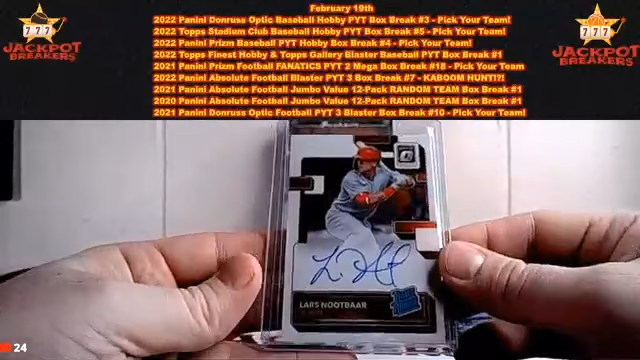 February 19th
2022 Panini Donruss Optic Baseball Hobby PYT Box Break #3 - Pick Your Team!
2022 Topps Stadium Club Baseball Hobby PYT Box Break #5 - Pick Your Team!
2022 Panini Prizm Baseball PYT Hobby Box Break #4 - Pick Your Team!
2022 Topps Finest Hobby & Topps Gallery Blaster Baseball PYT Box Break #1
2021 Panini Prizm Football FANATICS PYT 2 Mega Box Break #18 - Pick Your Team
2022 Panini Absolute Football Blaster PYT 3 Box Break #7 - KABOOM HUNT!?!
2021 Panini Absolute Football Jumbo Value 12-Pack RANDOM TEAM Box Break #1
2020 Panini Absolute Football Jumbo Value 12-Pack RANDOM TEAM Box Break #1
2021 Panini Donruss Optic Football PYT 3 Blaster Box Break #10 - Pick Your Team!
777
JACKPOT
BREAKERS
777
JACKPOT
BREAKERS
LARS NOOTBAAR
24